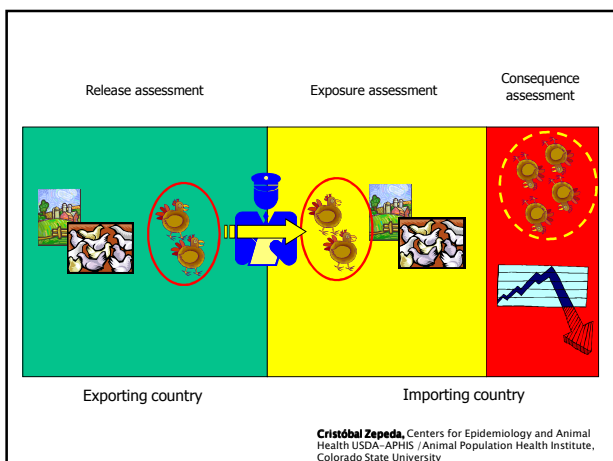 Release assessment
Exposure assessment
Consequence
assessment
Exporting country
Importing country
Cristóbal Zepeda, Centers for Epidemiology and Animal
Health USDA-APHIS /Animal Population Health Institute,
Colorado State University